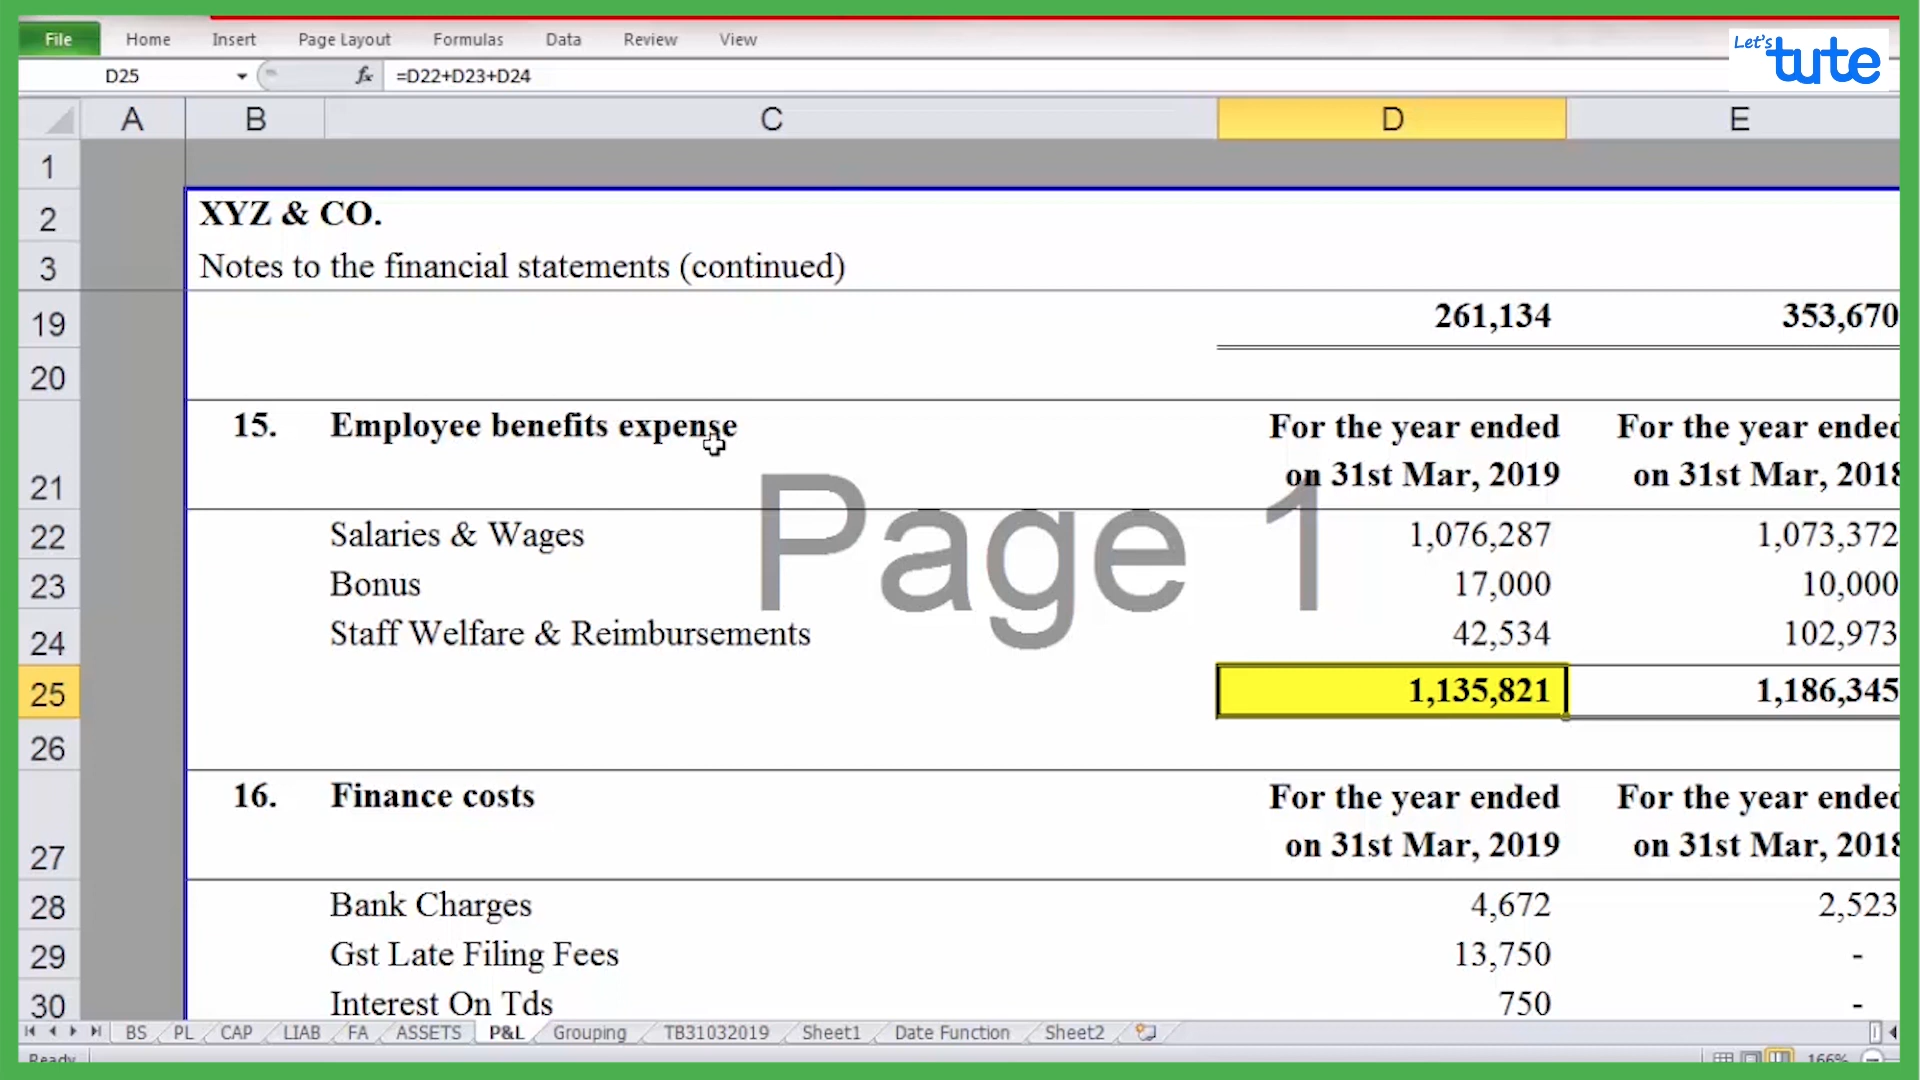 File Home Insert Page Layout Formulas Data Review View
Let's tute
D25 fx =D22+D23+D24
A B C D E
1
2 XYZ & CO.
3 Notes to the financial statements (continued)
19 261,134 353,670
20
15. Employee benefits expense For the year ended For the year ended
21 on 31st Mar, 2019 on 31st Mar, 2018
Page 1
22 Salaries & Wages 1,076,287 1,073,372
23 Bonus 17,000 10,000
24 Staff Welfare & Reimbursements 42,534 102,973
25 1,135,821 1,186,345
26
16. Finance costs For the year ended For the year ended
27 on 31st Mar, 2019 on 31st Mar, 2018
28 Bank Charges 4,672 2,523
29 Gst Late Filing Fees 13,750 -
30 Interest On Tds 750 -
BS PL CAP LIAB FA ASSETS P&L Grouping TB31032019 Sheet1 Date Function Sheet2
Ready 166%